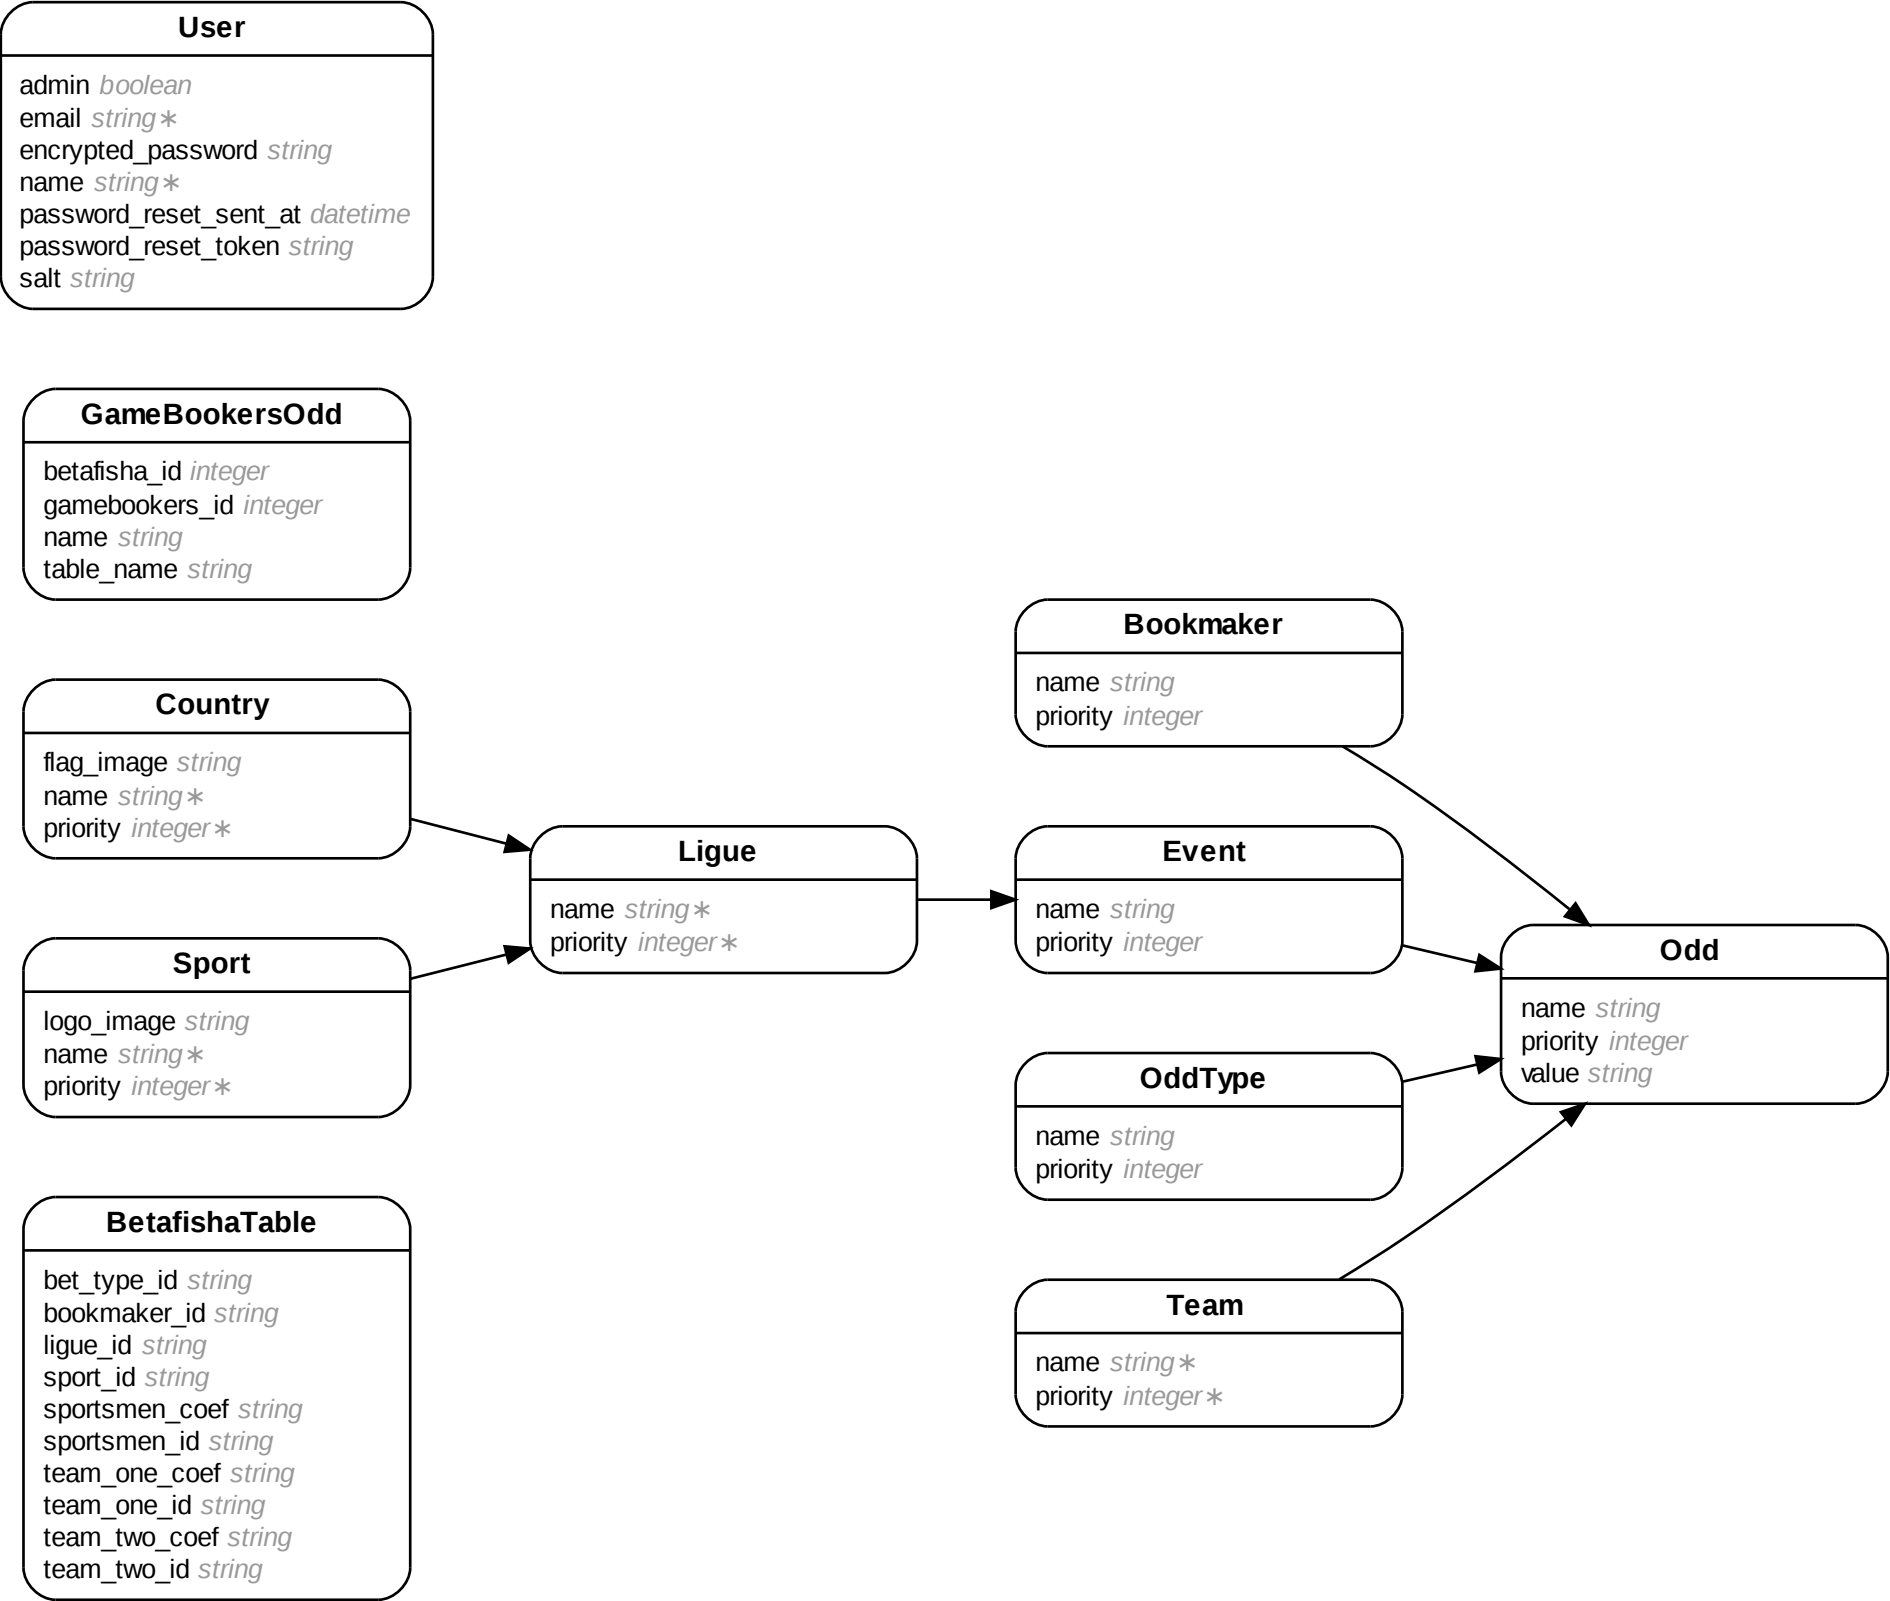 User
admin boolean
email string∗
encrypted_password string
name string∗
password_reset_sent_at datetime
password_reset_token string
salt string
GameBookersOdd
betafisha_id integer
gamebookers_id integer
name string
table_name string
Country
flag_image string
name string∗
priority integer∗
Sport
logo_image string
name string∗
priority integer∗
BetafishaTable
bet_type_id string
bookmaker_id string
ligue_id string
sport_id string
sportsmen_coef string
sportsmen_id string
team_one_coef string
team_one_id string
team_two_coef string
team_two_id string
Ligue
name string∗
priority integer∗
Bookmaker
name string
priority integer
Event
name string
priority integer
OddType
name string
priority integer
Team
name string∗
priority integer∗
Odd
name string
priority integer
value string